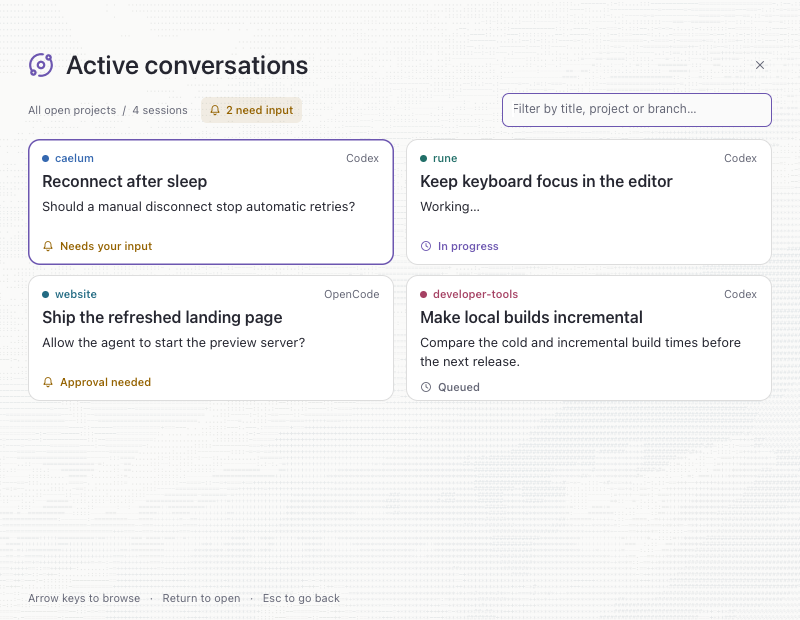 Active conversations
All open projects / 4 sessions
2 need input
Filter by title, project or branch...
caelum
Codex
Reconnect after sleep
Should a manual disconnect stop automatic retries?
Needs your input
rune
Codex
Keep keyboard focus in the editor
Working...
In progress
website
OpenCode
Ship the refreshed landing page
Allow the agent to start the preview server?
Approval needed
developer-tools
Codex
Make local builds incremental
Compare the cold and incremental build times before
the next release.
Queued
Arrow keys to browse · Return to open · Esc to go back